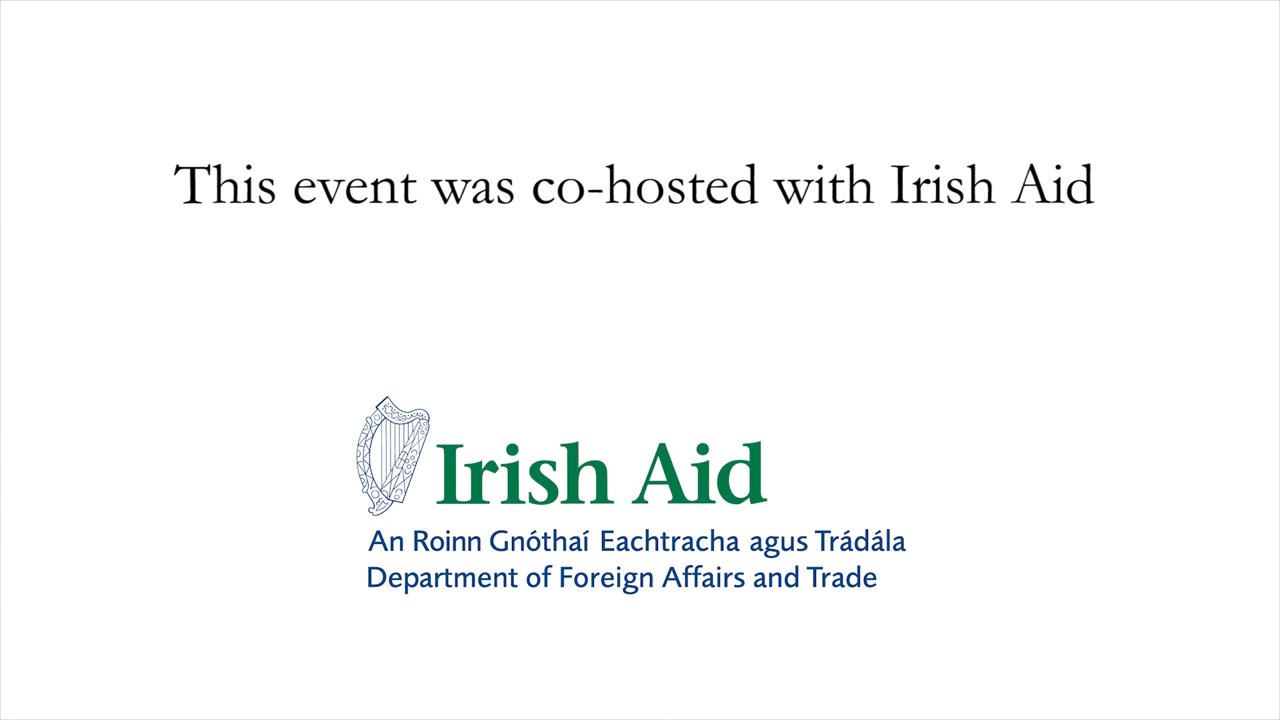 This event was co-hosted with Irish Aid
Irish Aid
An Roinn Gnóthaí Eachtracha agus Trádála
Department of Foreign Affairs and Trade